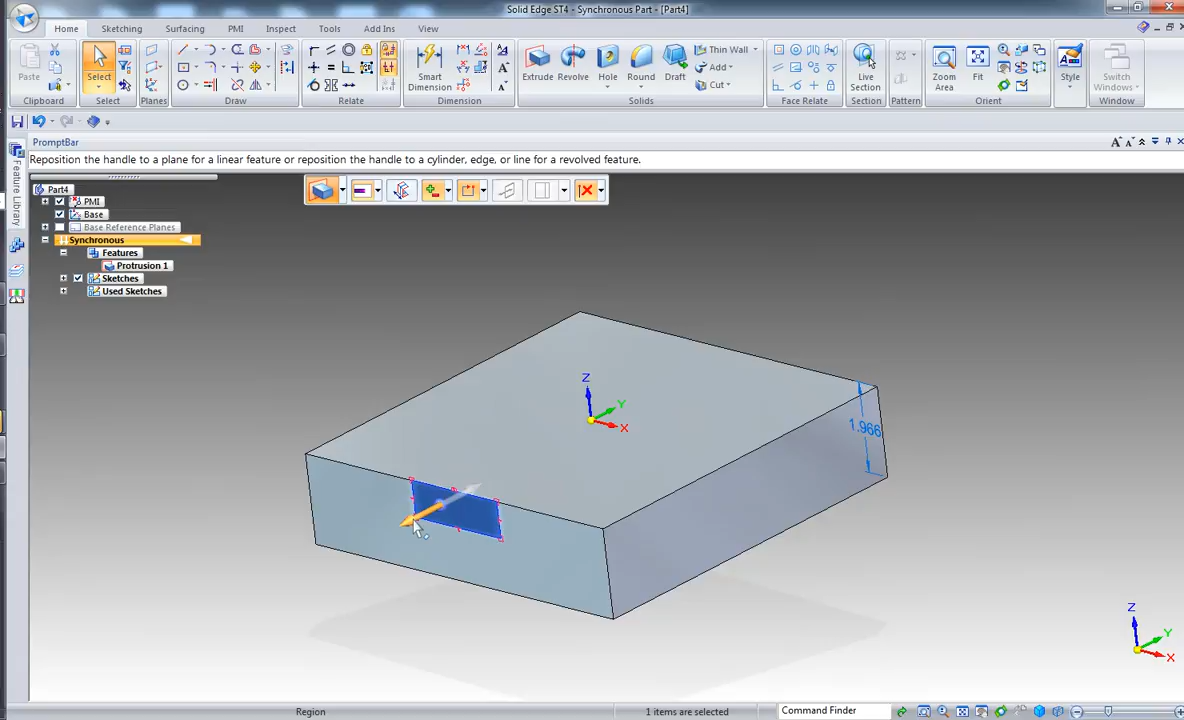 Solid Edge ST4 - Synchronous Part - [Part4]
Home Sketching Surfacing PMI Inspect Tools Add Ins View
Paste
Clipboard
Select
Select
Planes
Draw
Relate
Smart Dimension
Dimension
Extrude Revolve Hole Round Draft
Thin Wall
Add
Cut
Solids
Face Relate
Live Section
Section
Pattern
Zoom Area
Fit
Orient
Style
Switch Windows
Window
PromptBar
Reposition the handle to a plane for a linear feature or reposition the handle to a cylinder, edge, or line for a revolved feature.
Feature Library
Part4
PMI
Base
Base Reference Planes
Synchronous
Features
Protrusion 1
Sketches
Used Sketches
Z
Y
X
1.966
Z
Y
X
Region
1 items are selected
Command Finder